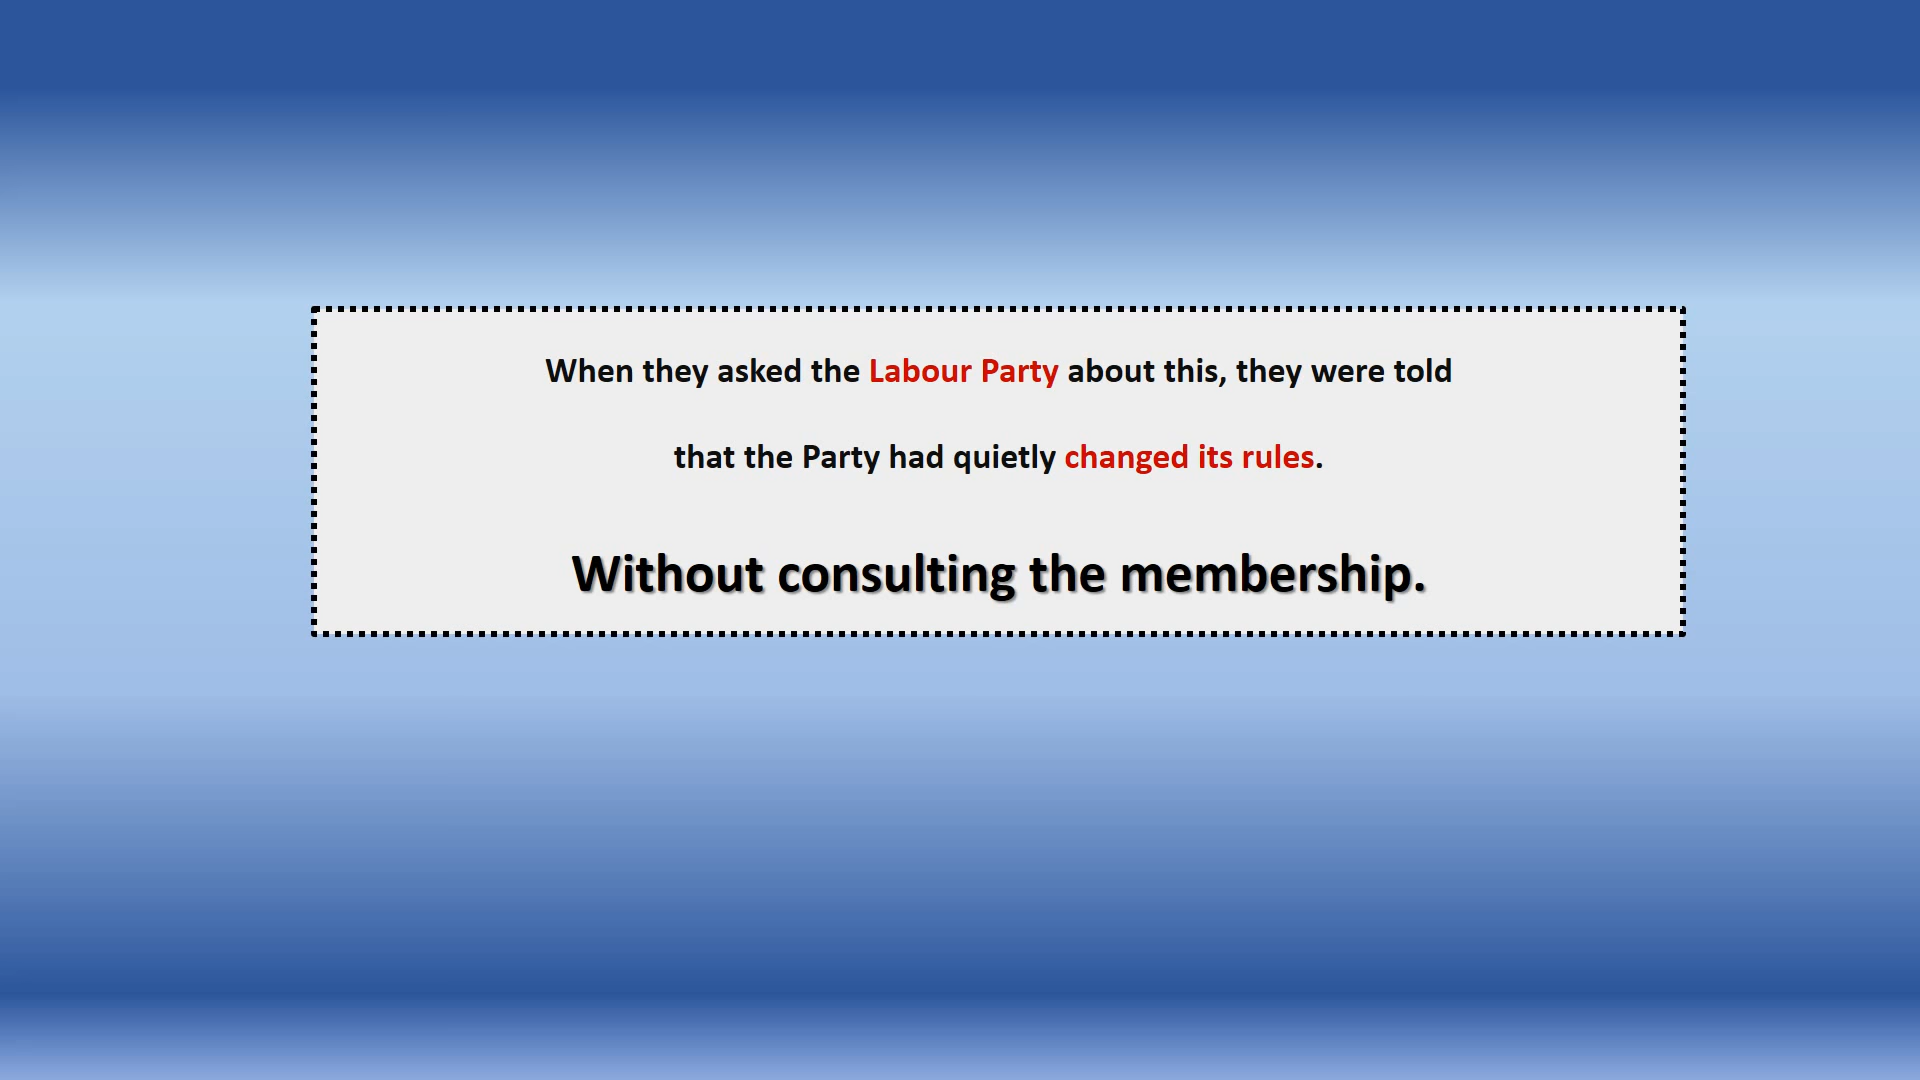 When they asked the Labour Party about this, they were told
that the Party had quietly changed its rules.
Without consulting the membership.